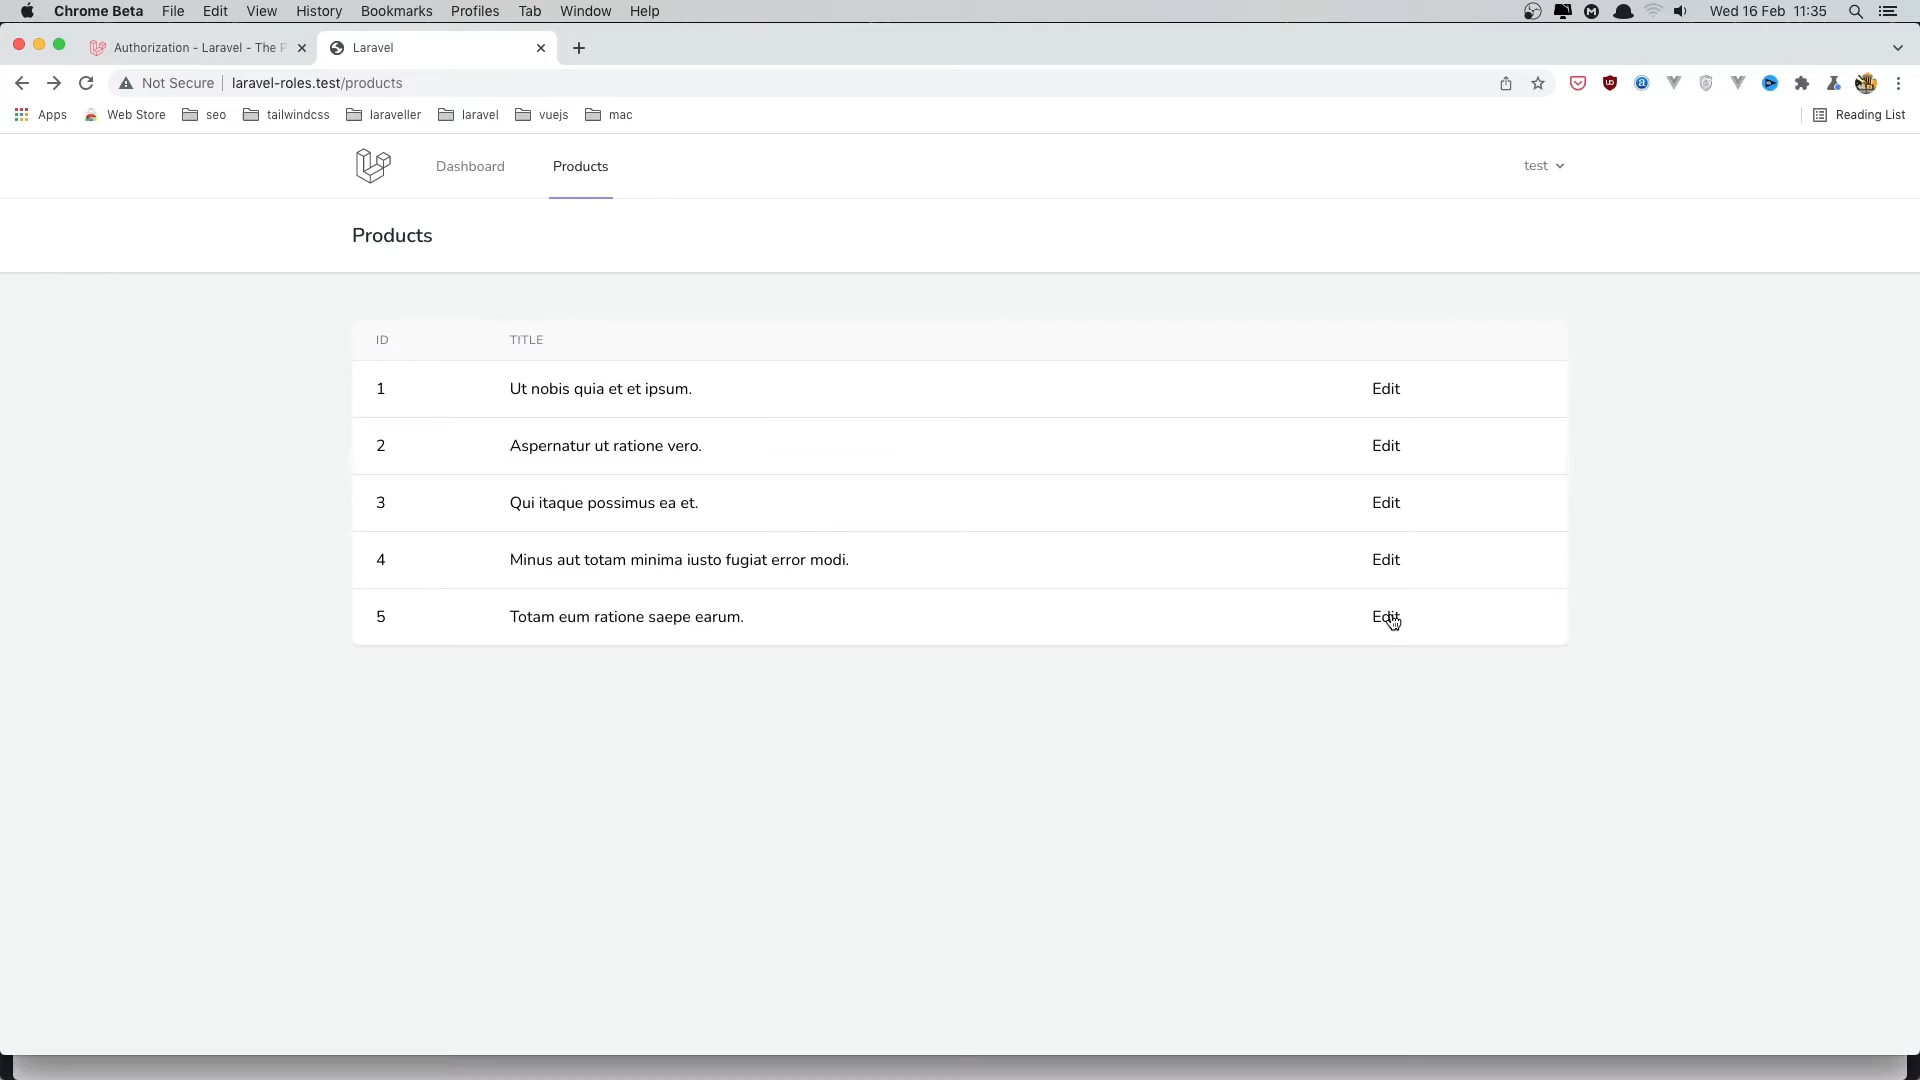 Chrome Beta File Edit View History Bookmarks Profiles Tab Window Help Wed 16 Feb 11:35
Authorization - Laravel - The P Laravel
Not Secure laravel-roles.test/products
Apps Web Store seo tailwindcss laraveller laravel vuejs mac Reading List
Dashboard Products test
Products
ID TITLE
1 Ut nobis quia et et ipsum. Edit
2 Aspernatur ut ratione vero. Edit
3 Qui itaque possimus ea et. Edit
4 Minus aut totam minima iusto fugiat error modi. Edit
5 Totam eum ratione saepe earum. Edit